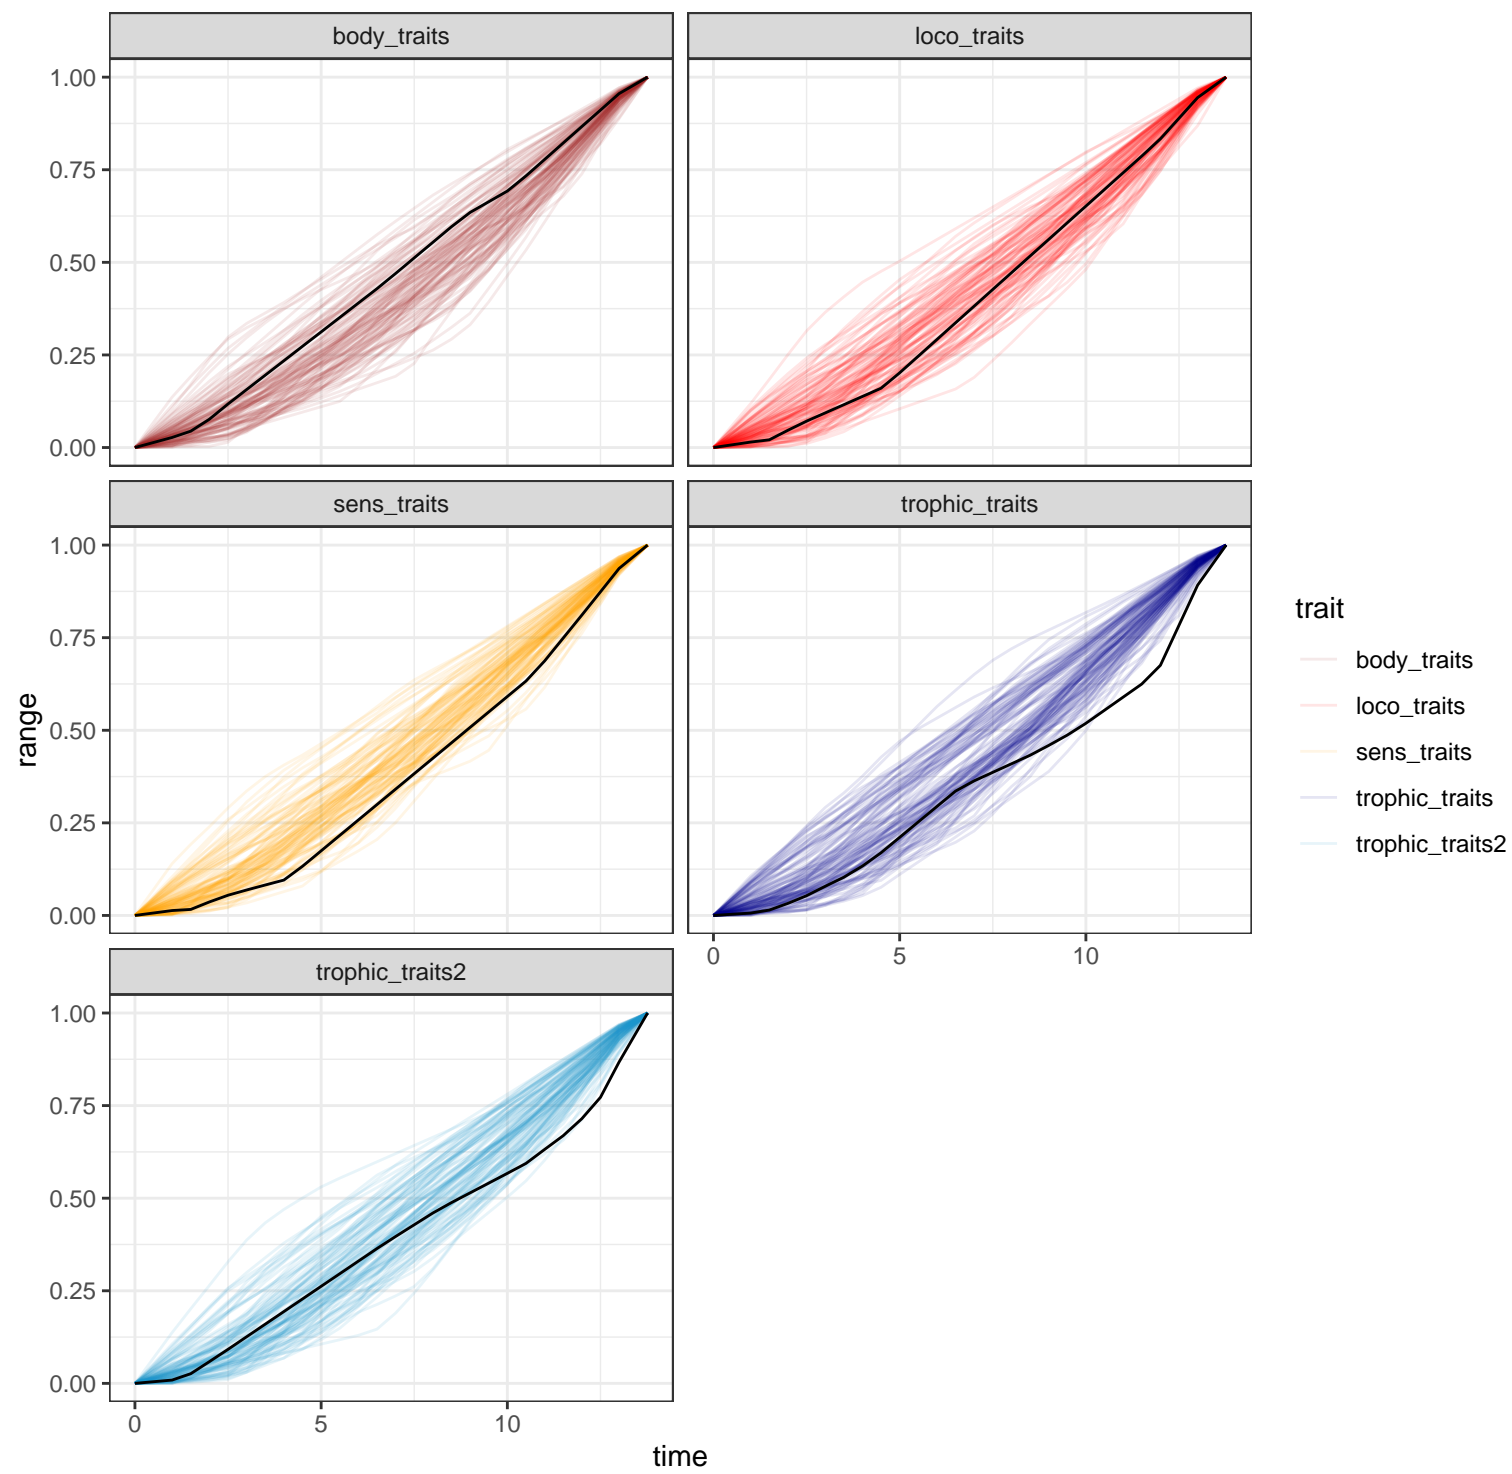 body_traits
loco_traits
1.00
0.75
0.50
0.25
0.00
sens_traits
trophic_traits
1.00
0.75
0.50
0.25
0.00
0 5 10
trophic_traits2
1.00
0.75
0.50
0.25
0.00
0 5 10
time
range
trait
body_traits
loco_traits
sens_traits
trophic_traits
trophic_traits2